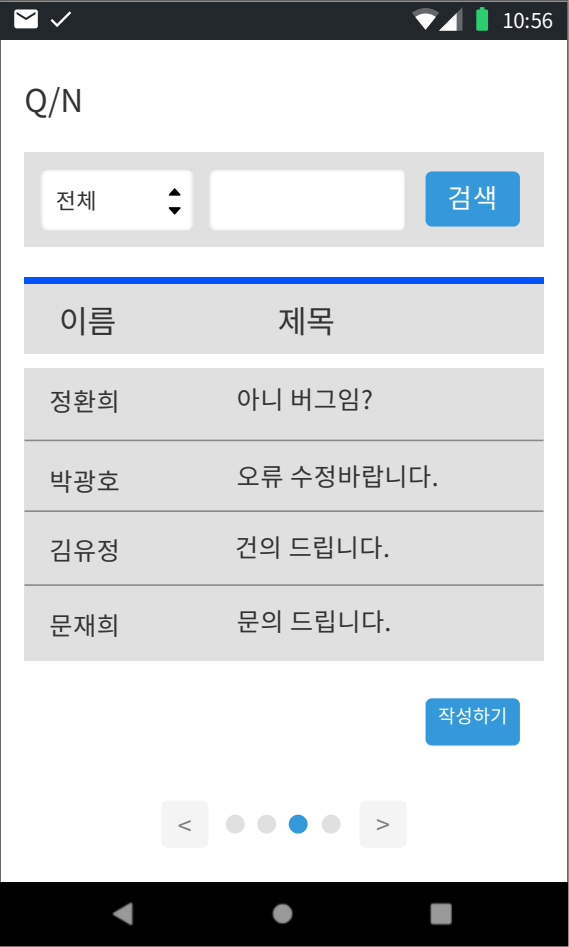 10:56
Q/N
전체 검색
이름 제목
정환희 아니 버그임?
박광호 오류 수정바랍니다.
김유정 건의 드립니다.
문재희 문의 드립니다.
작성하기
< >